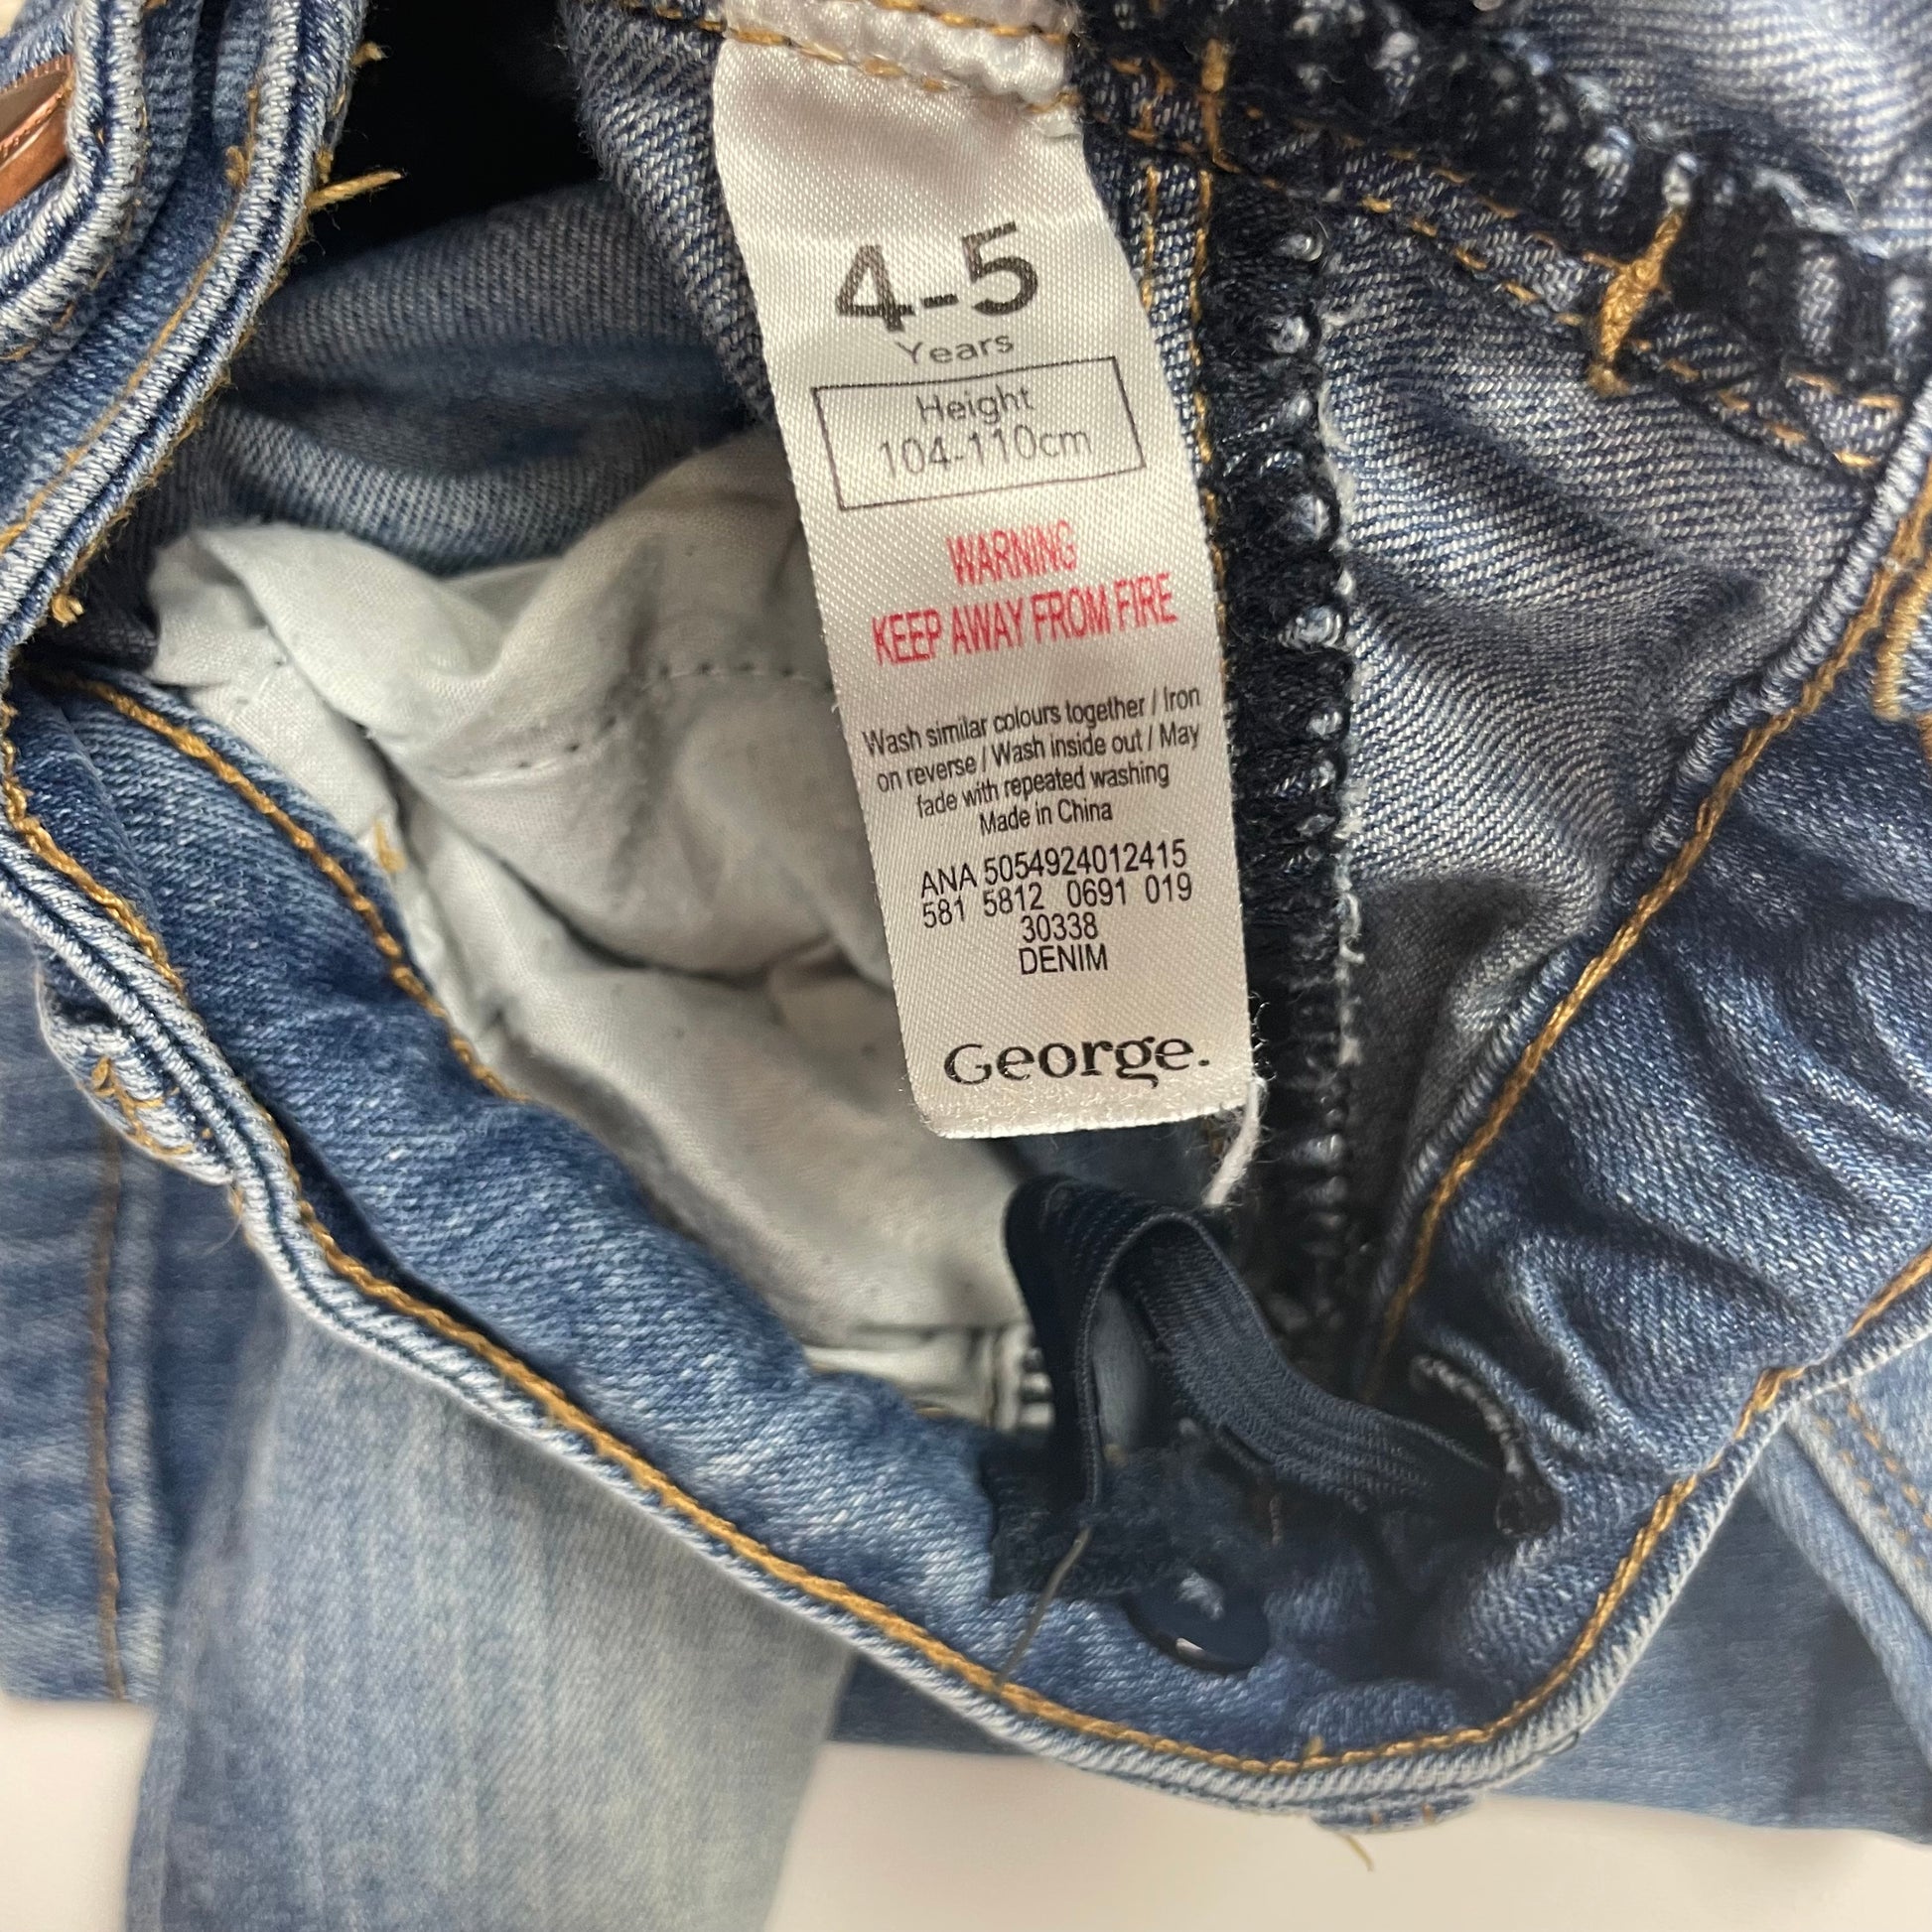 4-5
Years
Height
104-110cm
WARNING
KEEP AWAY FROM FIRE
Wash similar colours together / Iron
on reverse / Wash inside out / May
fade with repeated washing
Made in China
ANA 5054924012415
581 5812 0691 019
30338
DENIM
George.